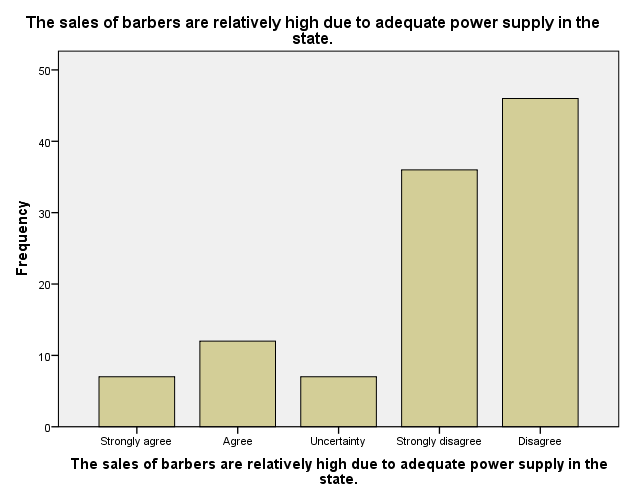 The sales of barbers are relatively high due to adequate power supply in the
state.
50
40
30
20
10
0
Frequency
Strongly agree
Agree
Uncertainty
Strongly disagree
Disagree
The sales of barbers are relatively high due to adequate power supply in the
state.